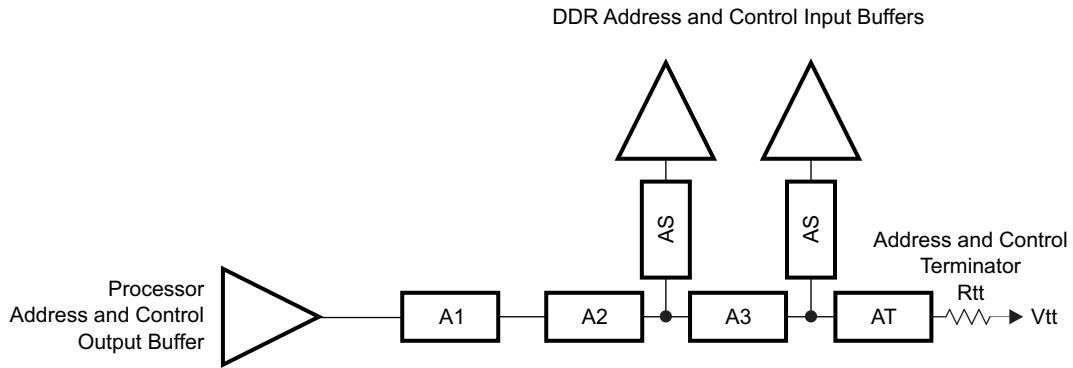 DDR Address and Control Input Buffers
AS
AS
Address and Control
Terminator
Rtt
Processor
Address and Control
Output Buffer
A1
A2
A3
AT
Vtt